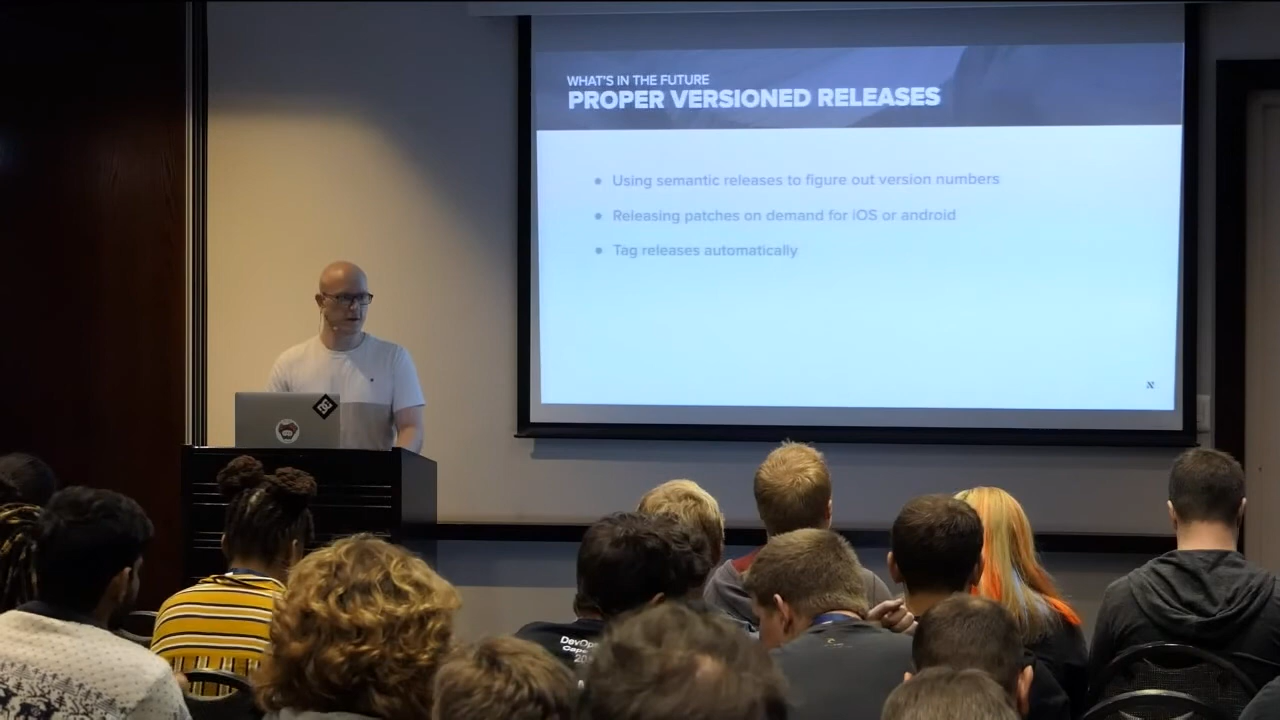 WHAT'S IN THE FUTURE
PROPER VERSIONED RELEASES
Using semantic releases to figure out version numbers
Releasing patches on demand for iOS or android
Tag releases automatically